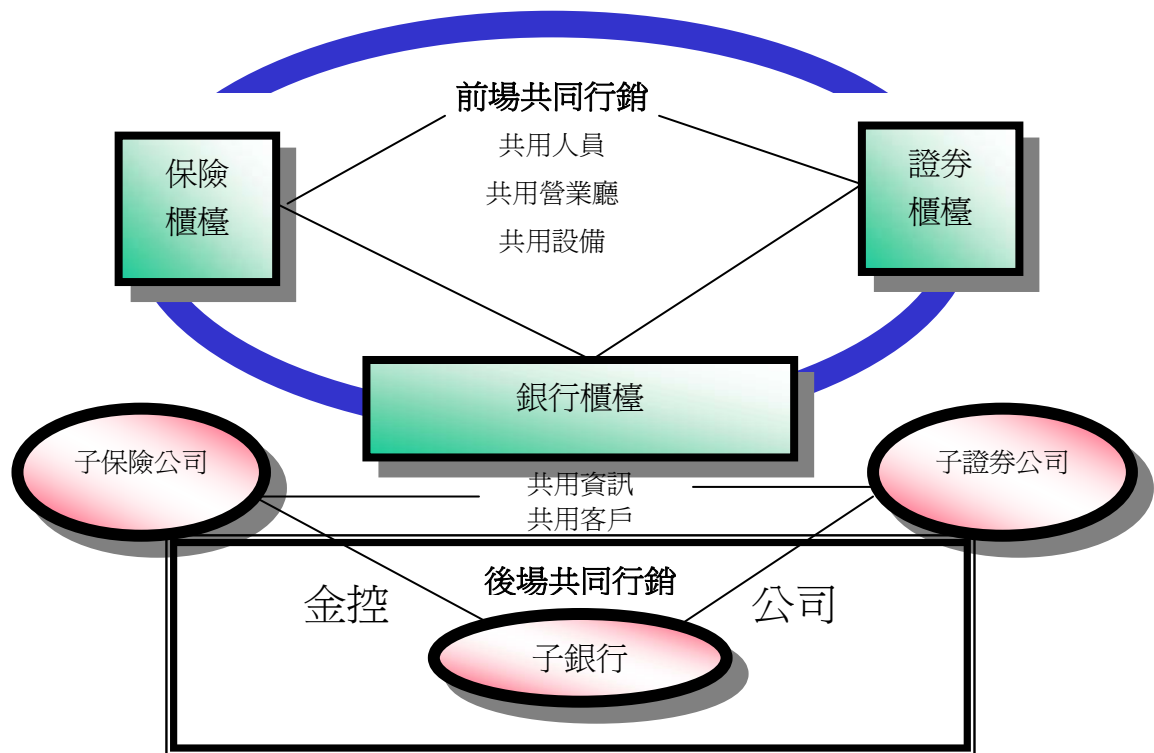 前場共同行銷
共用人員
共用營業廳
共用設備
保險
櫃檯
證券
櫃檯
銀行櫃檯
子保險公司
子證券公司
共用資訊
共用客戶
後場共同行銷
金控
公司
子銀行